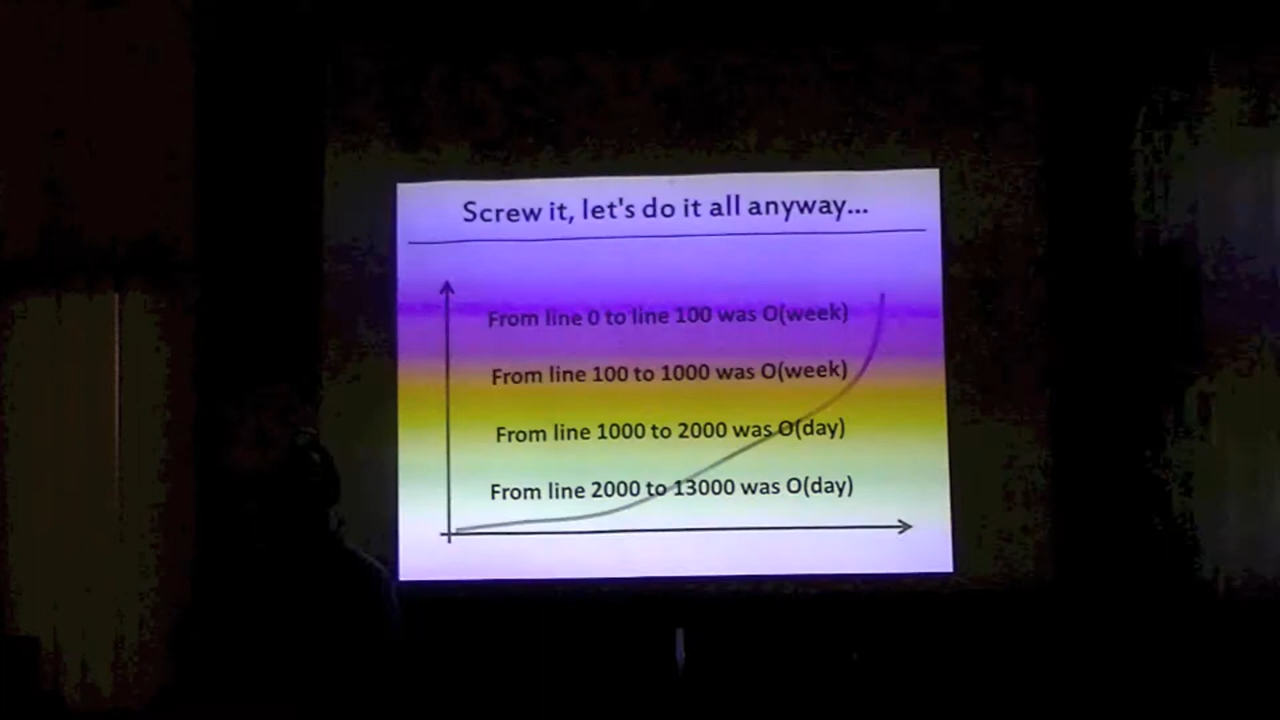 Screw it, let's do it all anyway...
From line 0 to line 100 was O(week)
From line 100 to 1000 was O(week)
From line 1000 to 2000 was O(day)
From line 2000 to 13000 was O(day)